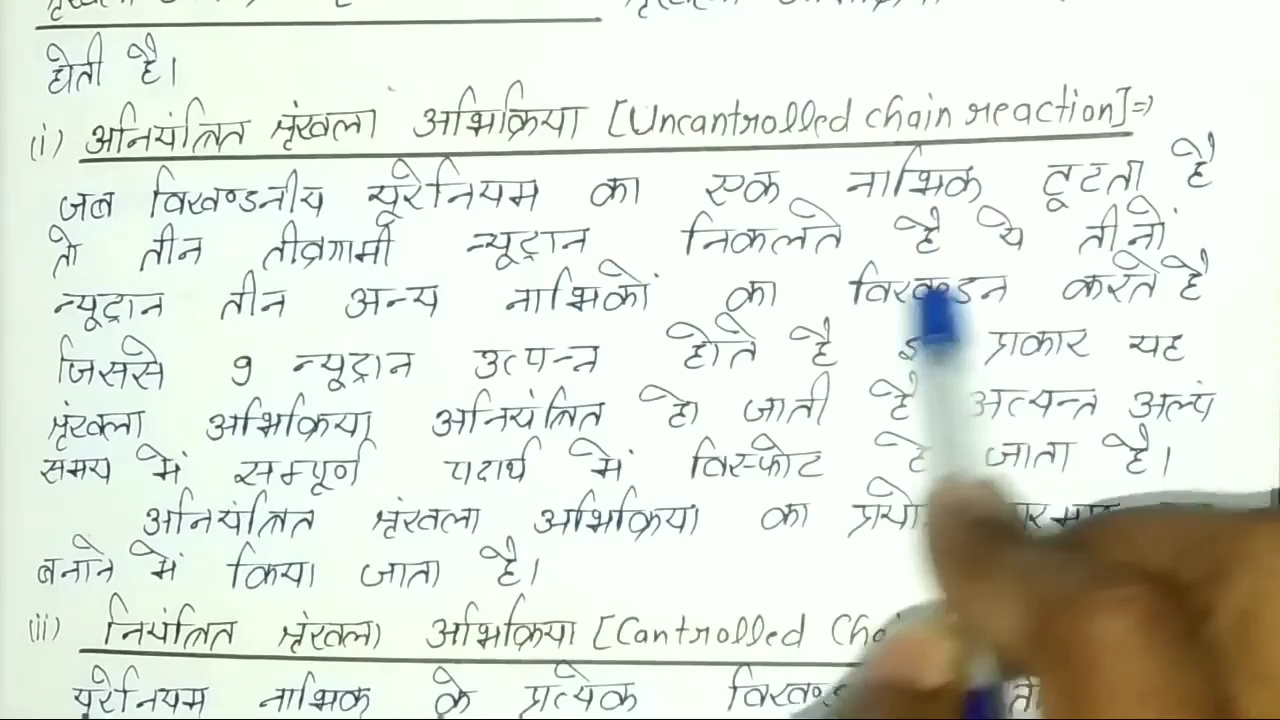 होती है।
(i) अनियंत्रित श्रृंखला अभिक्रिया [Uncantrolled chain reaction]⇒
जब विखण्डनीय यूरेनियम का एक नाभिक टूटता है
तो तीन तीव्रगामी न्यूट्रान निकलते है ये तीनों
न्यूट्रान तीन अन्य नाभिकों का विखण्डन करते है
जिससे 9 न्यूट्रान उत्पन्न होते है प्रकार यह
श्रृंखला अभिक्रिया अनियंत्रित हो जाती है अत्यन्त अल्प
समय में सम्पूर्ण पदार्थ में विस्फोट जाता है।
अनियंत्रित श्रृंखला अभिक्रिया का
बनाने में किया जाता है।
(ii) नियंत्रित श्रृंखला अभिक्रिया [Cantrolled
यूरेनियम नाभिक के प्रत्येक